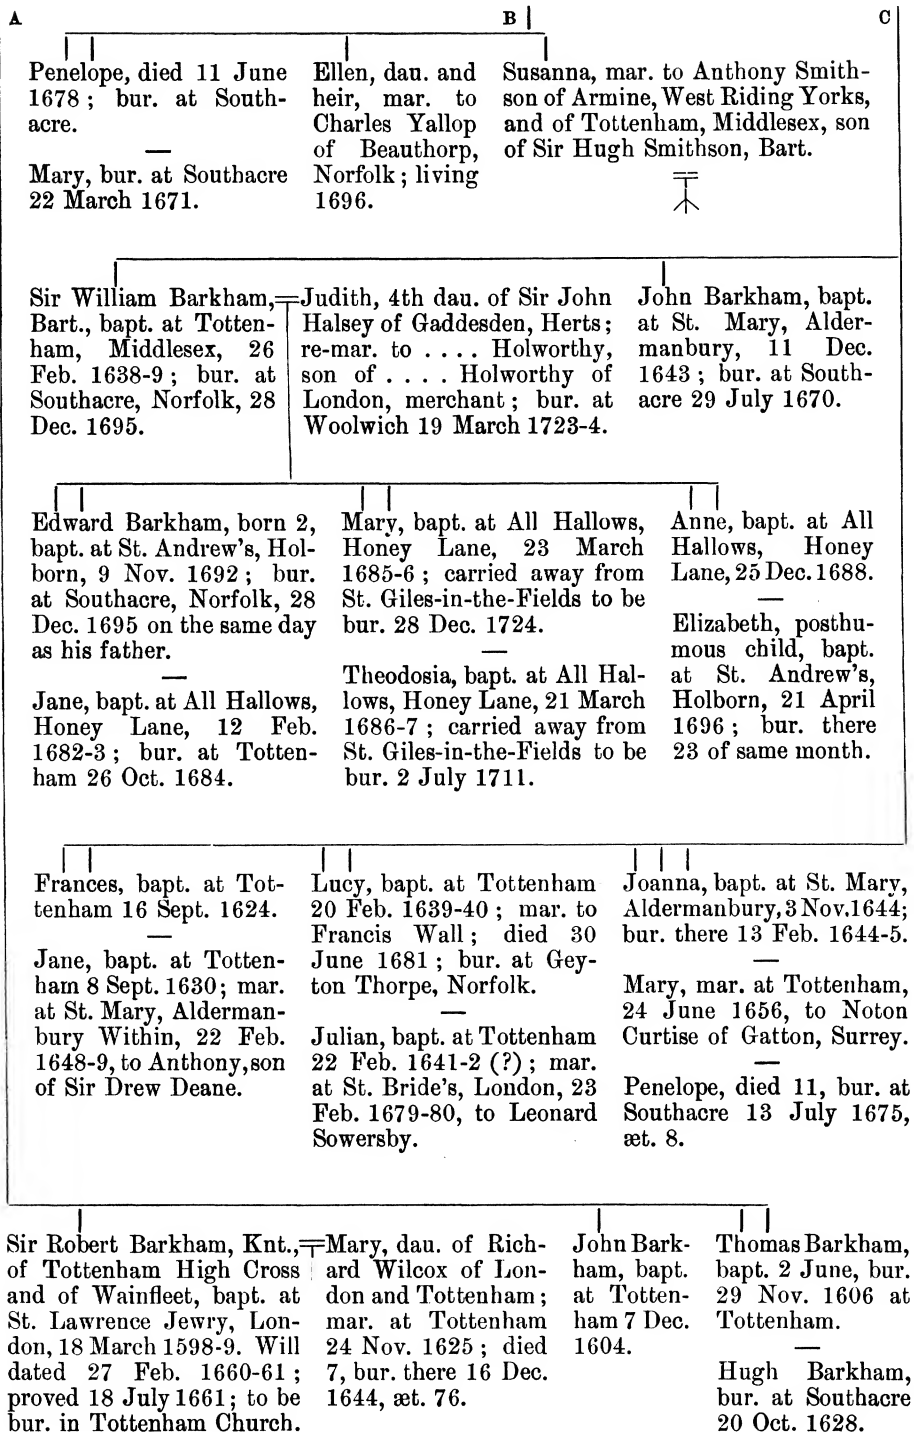 A B C
Penelope, died 11 June
1678 ; bur. at South-
acre.
Mary, bur. at Southacre
22 March 1671.
Ellen, dau. and
heir, mar. to
Charles Yallop
of Beauthorp,
Norfolk ; living
1696.
Susanna, mar. to Anthony Smith-
son of Armine, West Riding Yorks,
and of Tottenham, Middlesex, son
of Sir Hugh Smithson, Bart.
Sir William Barkham,
Bart., bapt. at Totten-
ham, Middlesex, 26
Feb. 1638-9 ; bur. at
Southacre, Norfolk, 28
Dec. 1695.
Judith, 4th dau. of Sir John
Halsey of Gaddesden, Herts ;
re-mar. to . . . . Holworthy,
son of . . . . Holworthy of
London, merchant ; bur. at
Woolwich 19 March 1723-4.
John Barkham, bapt.
at St. Mary, Alder-
manbury, 11 Dec.
1643 ; bur. at South-
acre 29 July 1670.
Edward Barkham, born 2,
bapt. at St. Andrew's, Hol-
born, 9 Nov. 1692 ; bur.
at Southacre, Norfolk, 28
Dec. 1695 on the same day
as his father.
Jane, bapt. at All Hallows,
Honey Lane, 12 Feb.
1682-3 ; bur. at Totten-
ham 26 Oct. 1684.
Mary, bapt. at All Hallows,
Honey Lane, 23 March
1685-6 ; carried away from
St. Giles-in-the-Fields to be
bur. 28 Dec. 1724.
Theodosia, bapt. at All Hal-
lows, Honey Lane, 21 March
1686-7 ; carried away from
St. Giles-in-the-Fields to be
bur. 2 July 1711.
Anne, bapt. at All
Hallows, Honey
Lane, 25 Dec. 1688.
Elizabeth, posthu-
mous child, bapt.
at St. Andrew's,
Holborn, 21 April
1696 ; bur. there
23 of same month.
Frances, bapt. at Tot-
tenham 16 Sept. 1624.
Jane, bapt. at Totten-
ham 8 Sept. 1630 ; mar.
at St. Mary, Alderman-
bury Within, 22 Feb.
1648-9, to Anthony, son
of Sir Drew Deane.
Lucy, bapt. at Tottenham
20 Feb. 1639-40 ; mar. to
Francis Wall ; died 30
June 1681 ; bur. at Gey-
ton Thorpe, Norfolk.
Julian, bapt. at Tottenham
22 Feb. 1641-2 (?) ; mar.
at St. Bride's, London, 23
Feb. 1679-80, to Leonard
Sowersby.
Joanna, bapt. at St. Mary,
Aldermanbury, 3 Nov. 1644 ;
bur. there 13 Feb. 1644-5.
Mary, mar. at Tottenham,
24 June 1656, to Noton
Curtise of Gatton, Surrey.
Penelope, died 11, bur. at
Southacre 13 July 1675,
æt. 8.
Sir Robert Barkham, Knt.,
of Tottenham High Cross
and of Wainfleet, bapt. at
St. Lawrence Jewry, Lon-
don, 18 March 1598-9. Will
dated 27 Feb. 1660-61 ;
proved 18 July 1661 ; to be
bur. in Tottenham Church.
Mary, dau. of Rich-
ard Wilcox of Lon-
don and Tottenham ;
mar. at Tottenham
24 Nov. 1625 ; died
7, bur. there 16 Dec.
1644, æt. 76.
John Bark-
ham, bapt.
at Totten-
ham 7 Dec.
1604.
Thomas Barkham,
bapt. 2 June, bur.
29 Nov. 1606 at
Tottenham.
Hugh Barkham,
bur. at Southacre
20 Oct. 1628.